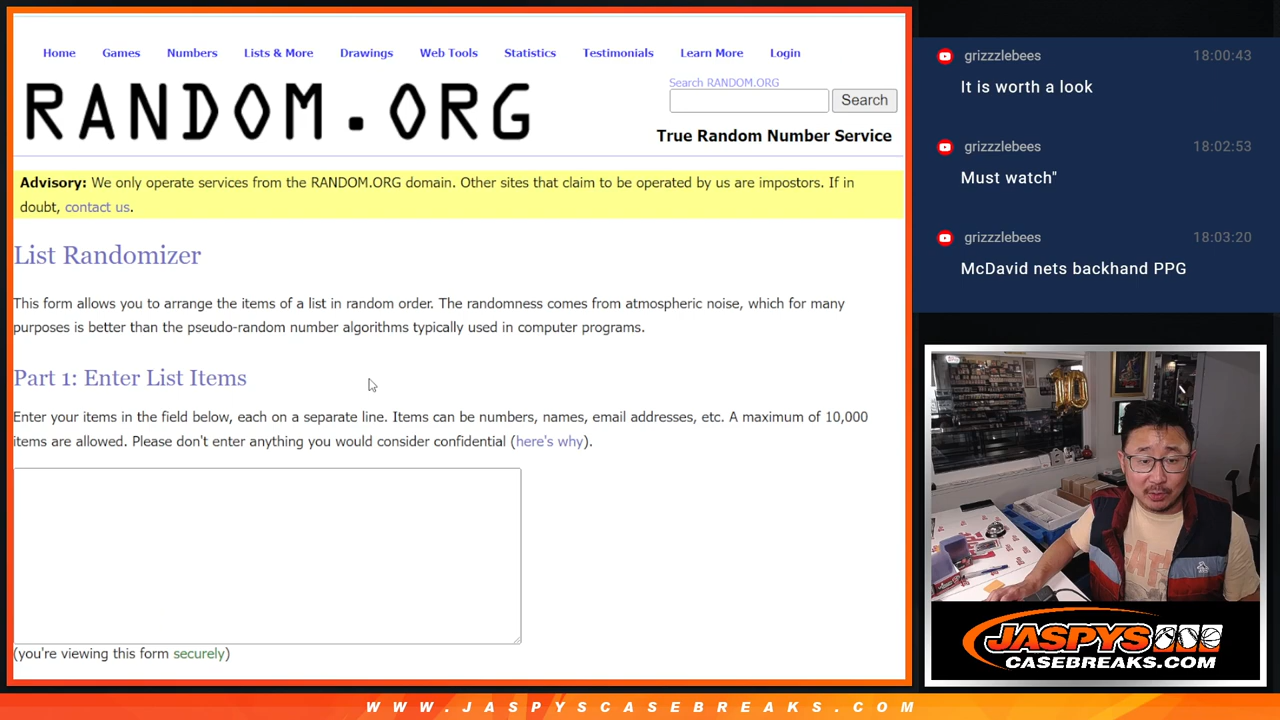 Home Games Numbers Lists & More Drawings Web Tools Statistics Testimonials Learn More Login
Search RANDOM.ORG
RANDOM.ORG
Search
True Random Number Service
Advisory: We only operate services from the RANDOM.ORG domain. Other sites that claim to be operated by us are impostors. If in
doubt, contact us.
List Randomizer
This form allows you to arrange the items of a list in random order. The randomness comes from atmospheric noise, which for many
purposes is better than the pseudo-random number algorithms typically used in computer programs.
Part 1: Enter List Items
Enter your items in the field below, each on a separate line. Items can be numbers, names, email addresses, etc. A maximum of 10,000
items are allowed. Please don't enter anything you would consider confidential (here's why).
(you're viewing this form securely)
grizzzlebees 18:00:43
It is worth a look
grizzzlebees 18:02:53
Must watch"
grizzzlebees 18:03:20
McDavid nets backhand PPG
10
JASPYS
CASEBREAKS.COM
WWW.JASPYSCASEBREAKS.COM